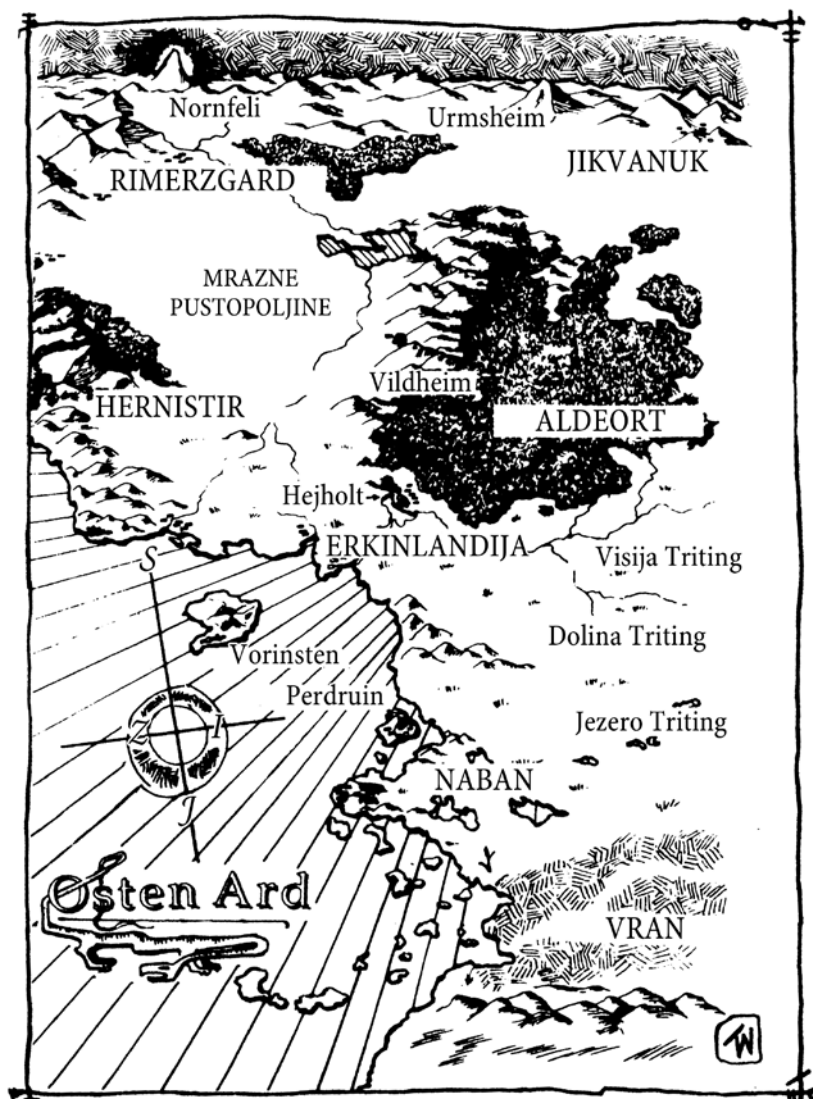 Nornfeli
Urmsheim
RIMERZGARD
JIKVANUK
MRAZNE
PUSTOPOLJINE
Vildheim
HERNISTIR
ALDEORT
Hejholt
ERKINLANDIJA
Visija Triting
S
Dolina Triting
Vorinsten
Perdruin
Jezero Triting
Z
I
NABAN
J
Osten Ard
VRAN
TW